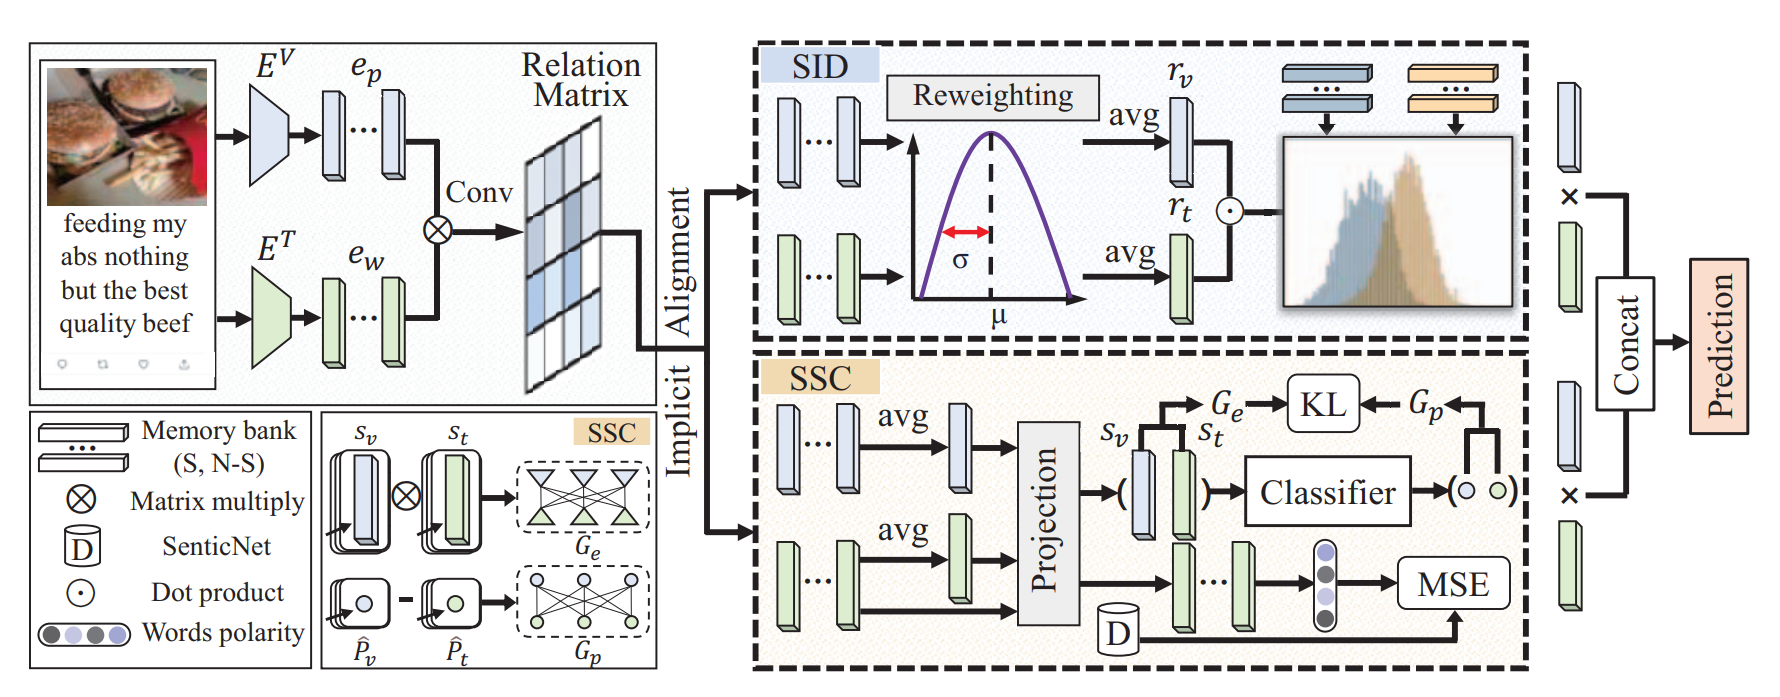 feeding my
abs nothing
but the best
quality beef
E^V
e_p
E^T
e_w
Conv
Relation
Matrix
Alignment
Implicit
Memory bank
(S, N-S)
Matrix multiply
D
SenticNet
Dot product
Words polarity
SSC
s_v
s_t
G_e
P̂_v
P̂_t
G_p
SID
Reweighting
σ
μ
avg
r_v
r_t
avg
SSC
avg
avg
Projection
s_v
s_t
G_e
KL
G_p
( )
Classifier
( )
D
MSE
×
×
Concat
Prediction